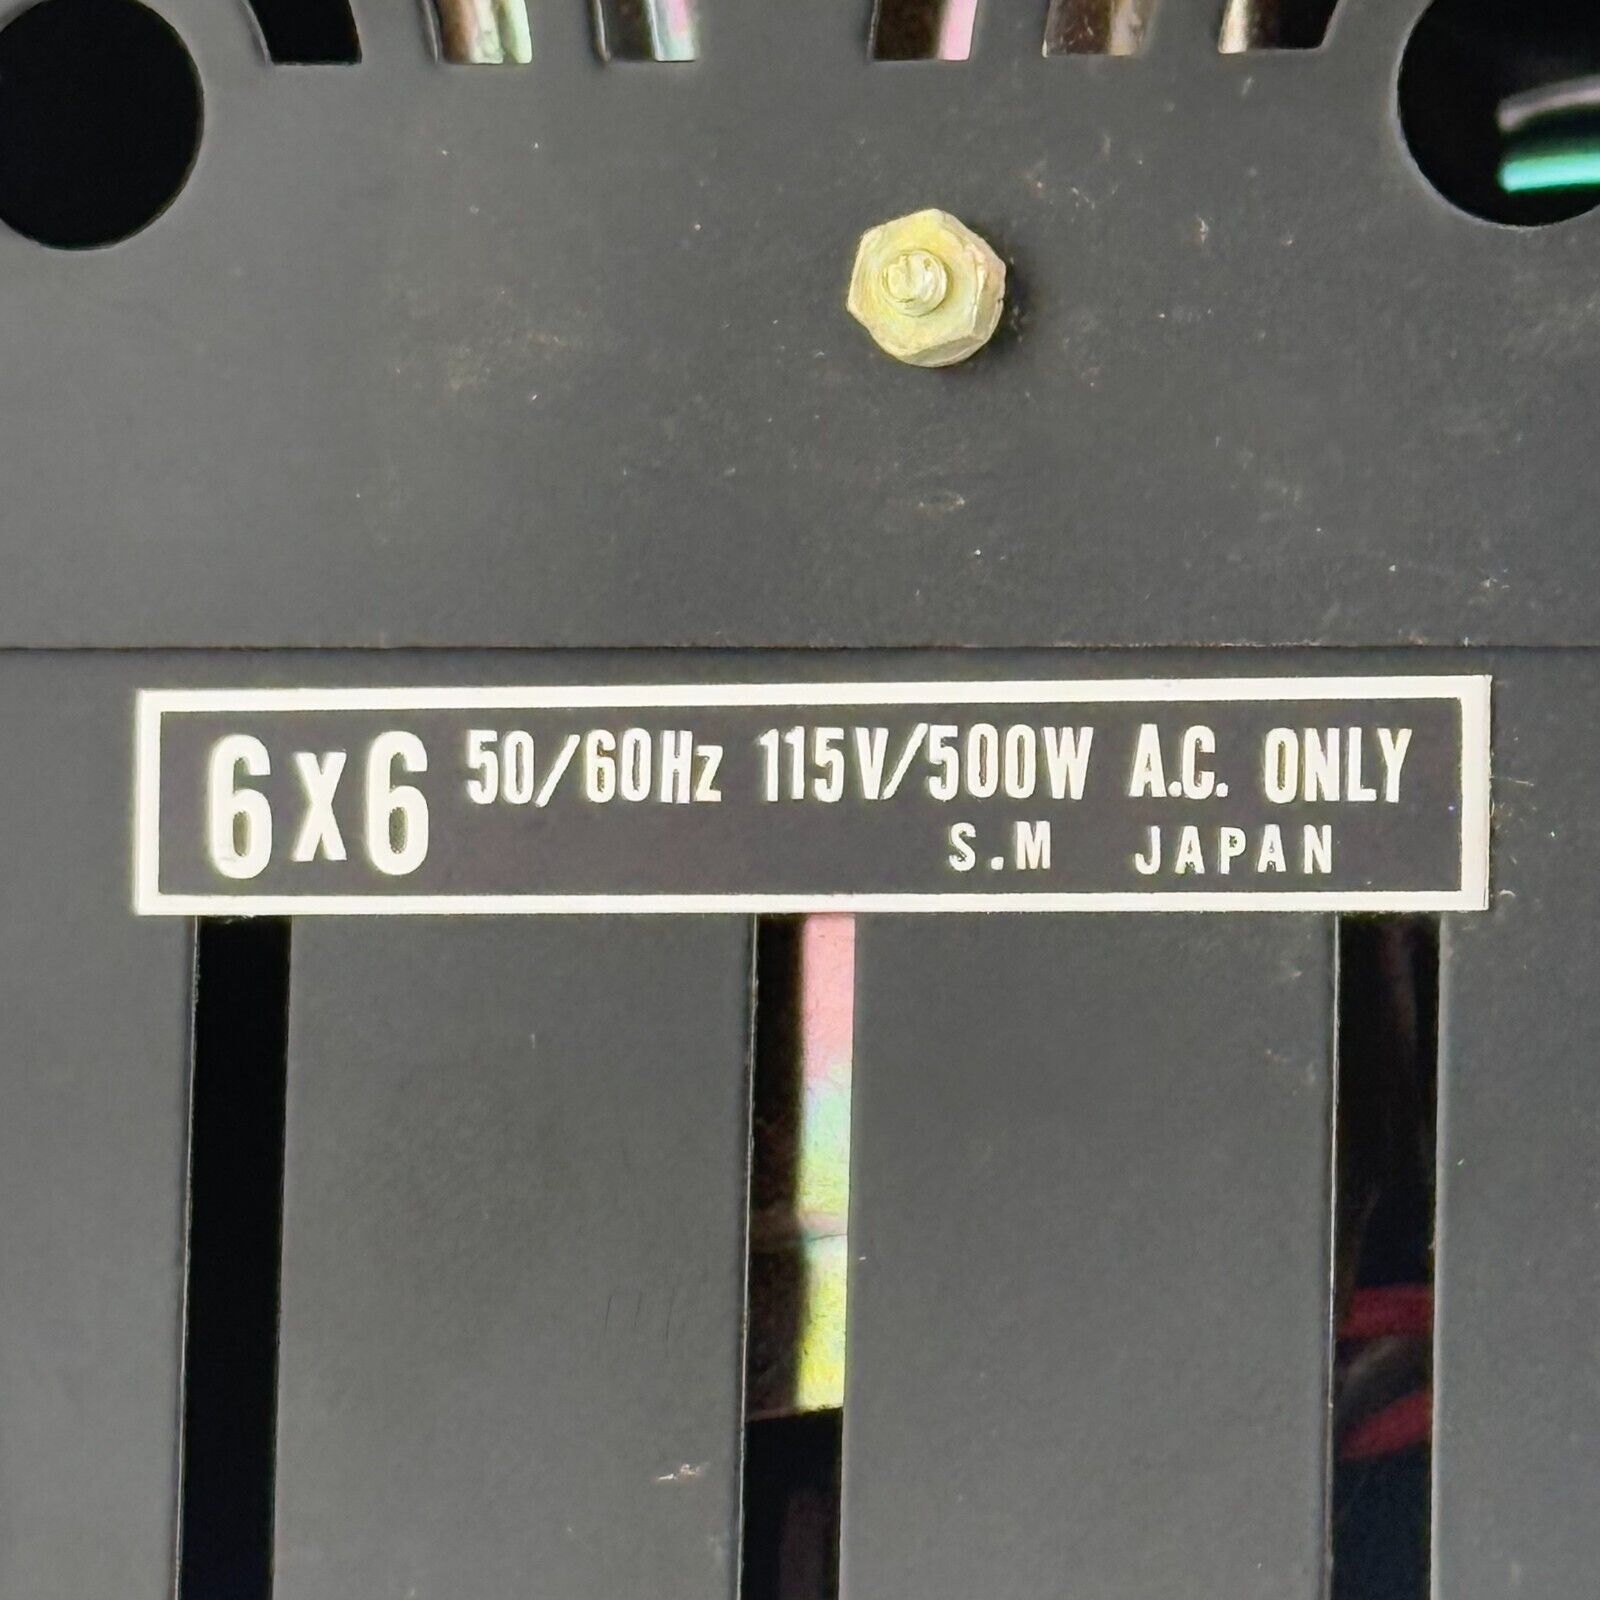 6x6 50/60Hz 115V/500W A.C. ONLY
S.M JAPAN